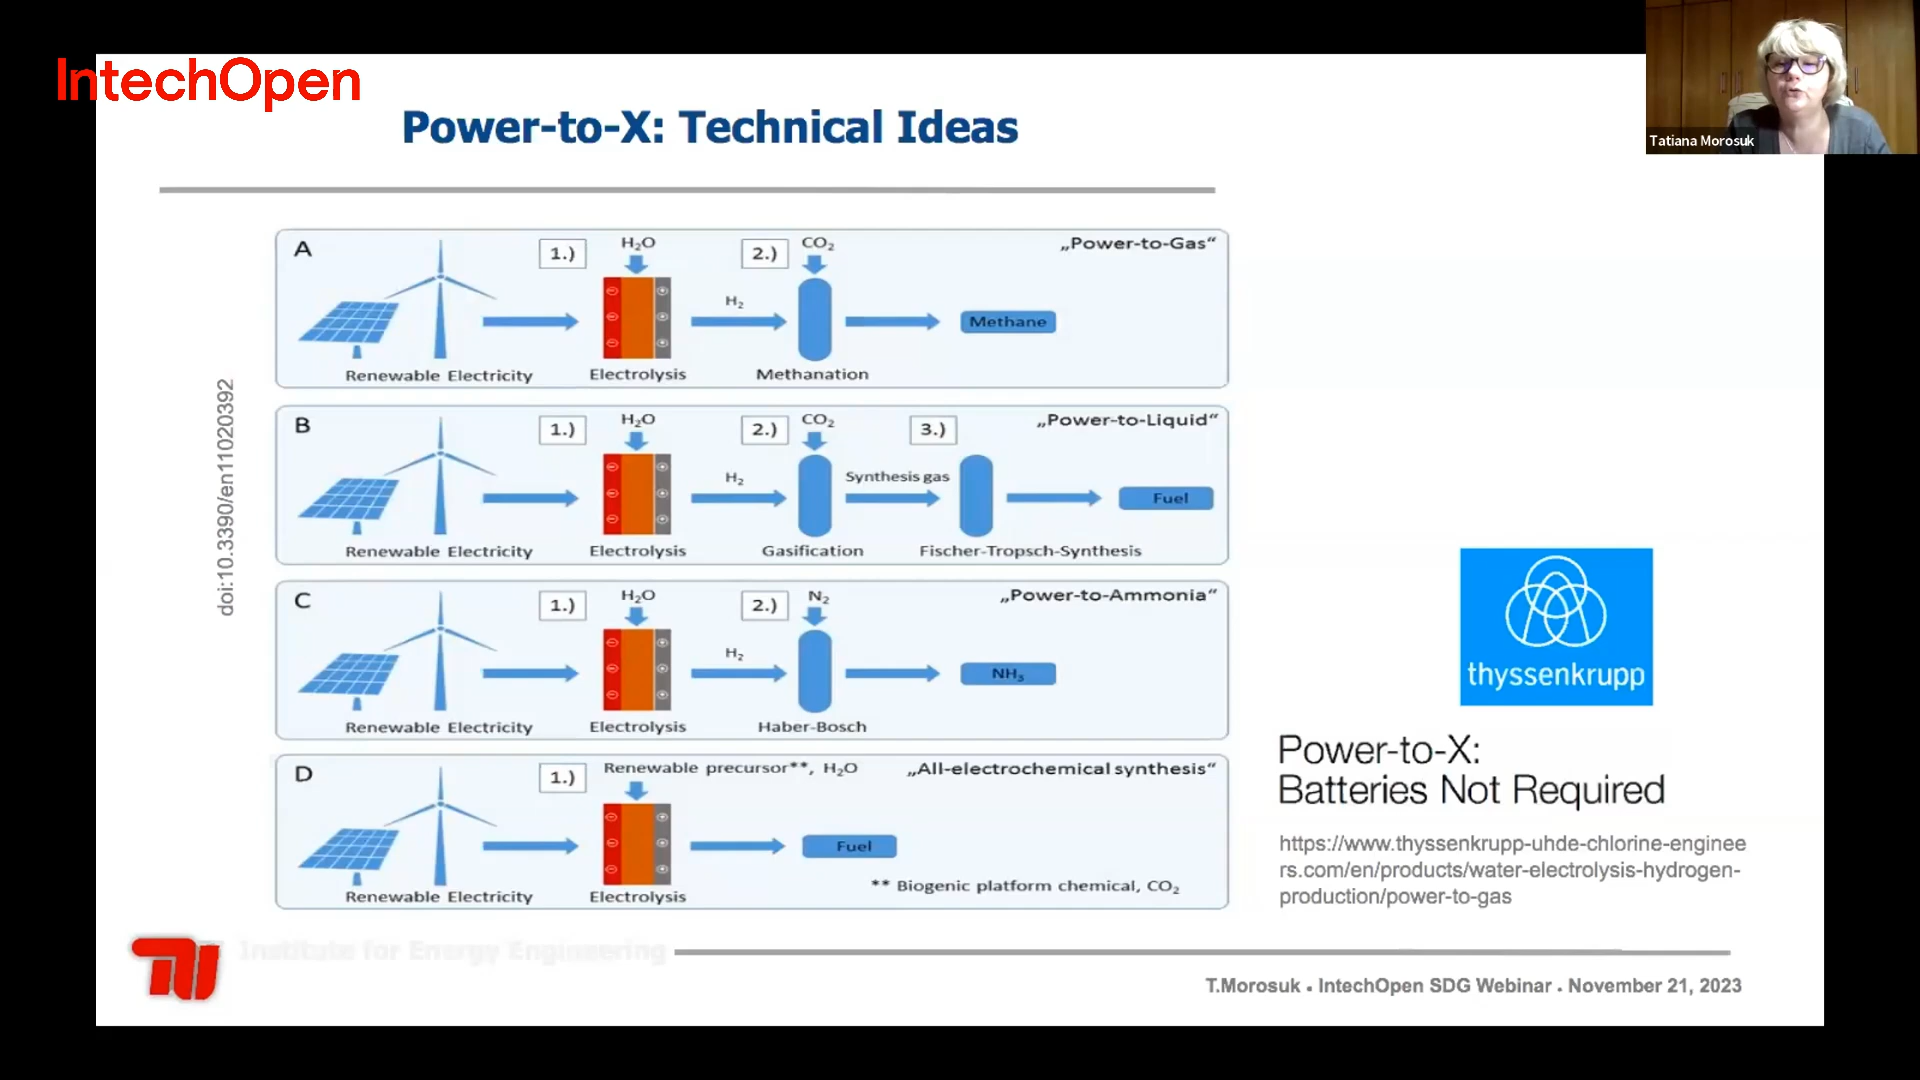 IntechOpen
Tatiana Morosuk
Power-to-X: Technical Ideas
doi:10.3390/en11020392
A
1.)
H₂O
2.)
CO₂
„Power-to-Gas“
H₂
Methane
Renewable Electricity
Electrolysis
Methanation
B
1.)
H₂O
2.)
CO₂
3.)
„Power-to-Liquid“
H₂
Synthesis gas
Fuel
Renewable Electricity
Electrolysis
Gasification
Fischer-Tropsch-Synthesis
C
1.)
H₂O
2.)
N₂
„Power-to-Ammonia“
H₂
NH₃
Renewable Electricity
Electrolysis
Haber-Bosch
D
1.)
Renewable precursor**, H₂O
„All-electrochemical synthesis“
Fuel
** Biogenic platform chemical, CO₂
Renewable Electricity
Electrolysis
thyssenkrupp
Power-to-X:
Batteries Not Required
https://www.thyssenkrupp-uhde-chlorine-enginee
rs.com/en/products/water-electrolysis-hydrogen-
production/power-to-gas
Institute for Energy Engineering
T.Morosuk • IntechOpen SDG Webinar • November 21, 2023